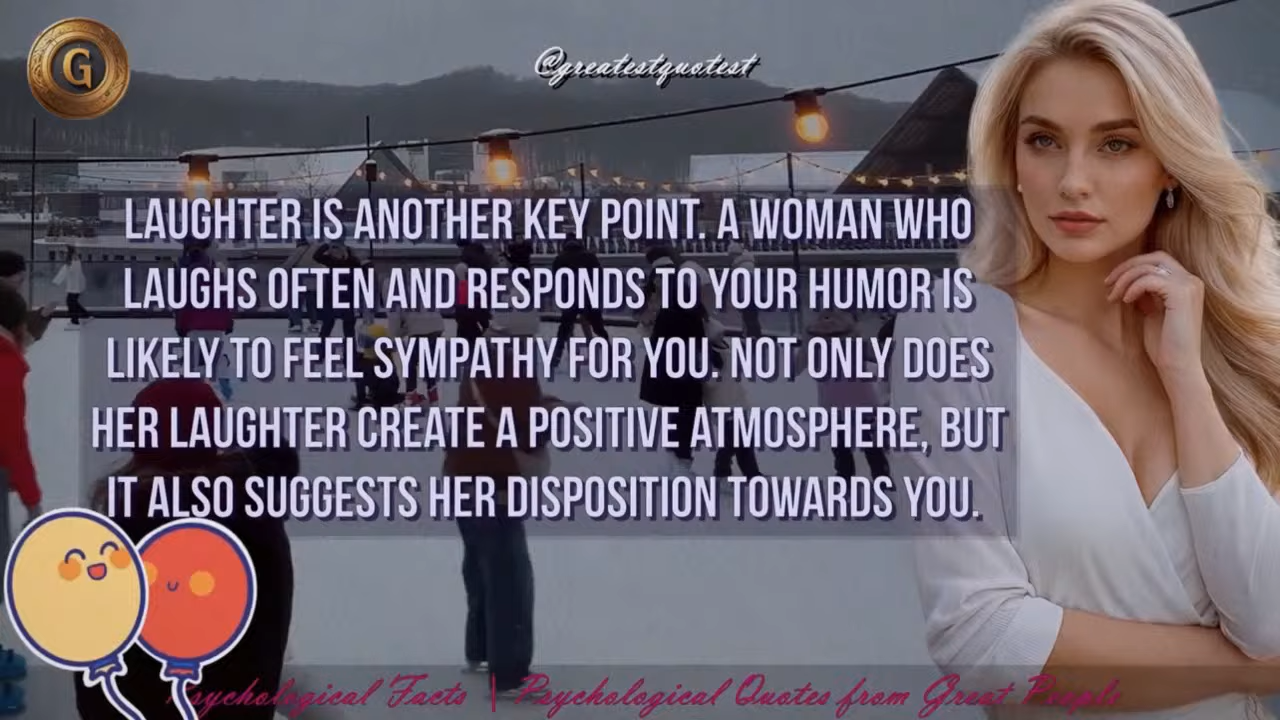 G
@greatestquotest
LAUGHTER IS ANOTHER KEY POINT. A WOMAN WHO
LAUGHS OFTEN AND RESPONDS TO YOUR HUMOR IS
LIKELY TO FEEL SYMPATHY FOR YOU. NOT ONLY DOES
HER LAUGHTER CREATE A POSITIVE ATMOSPHERE, BUT
IT ALSO SUGGESTS HER DISPOSITION TOWARDS YOU.
Psychological Facts | Psychological Quotes from Great People